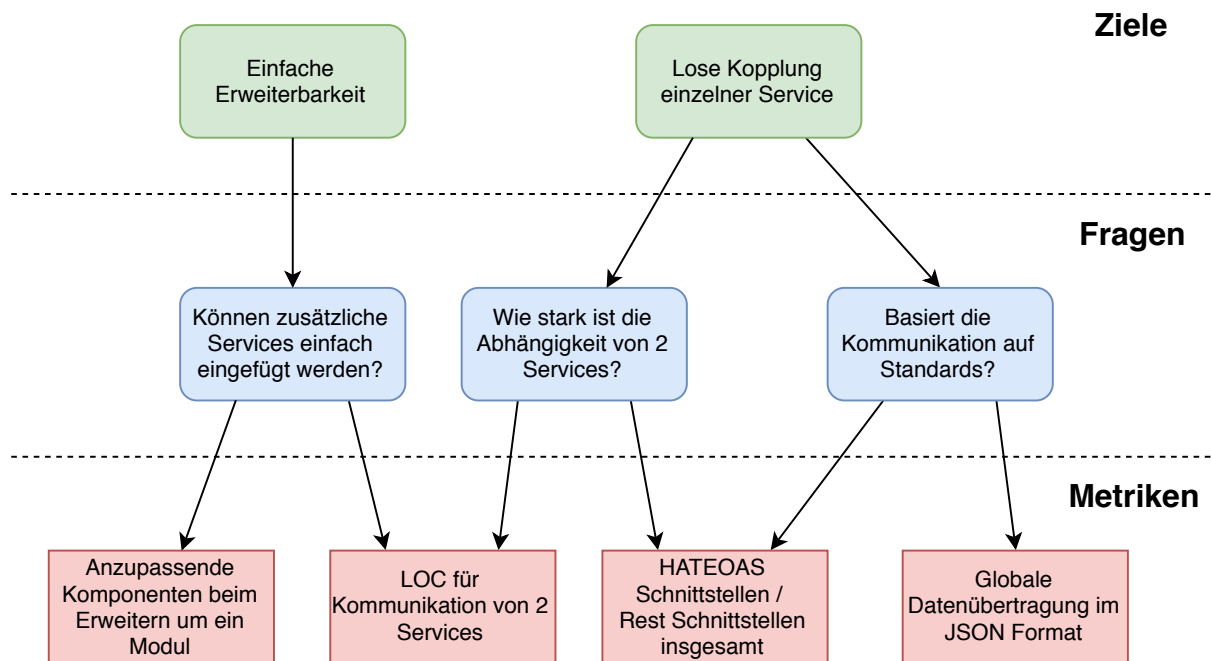 Ziele
Einfache
Erweiterbarkeit
Lose Kopplung
einzelner Service
Fragen
Können zusätzliche
Services einfach
eingefügt werden?
Wie stark ist die
Abhängigkeit von 2
Services?
Basiert die
Kommunikation auf
Standards?
Metriken
Anzupassende
Komponenten beim
Erweitern um ein
Modul
LOC für
Kommunikation von 2
Services
HATEOAS
Schnittstellen /
Rest Schnittstellen
insgesamt
Globale
Datenübertragung im
JSON Format